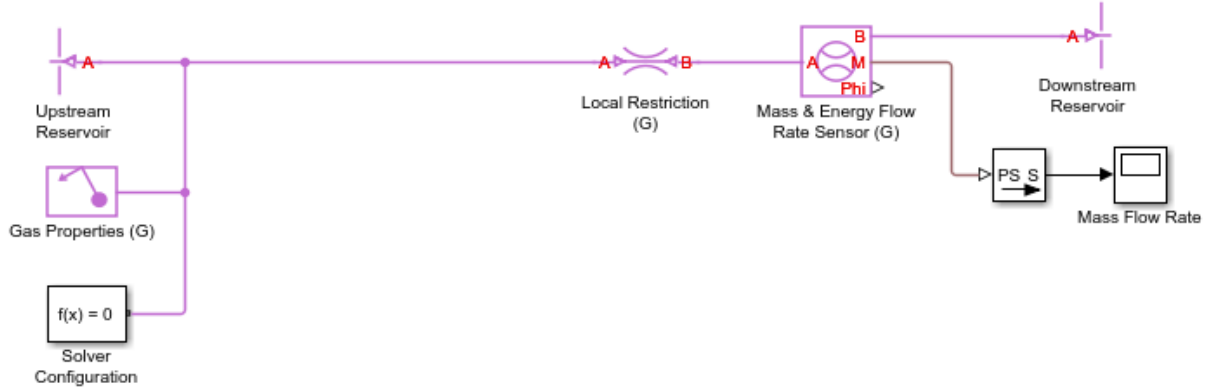 B
A
A
A
B
A
M
Phi
Upstream
Reservoir
Local Restriction
(G)
Mass & Energy Flow
Rate Sensor (G)
Downstream
Reservoir
PS S
Gas Properties (G)
Mass Flow Rate
f(x) = 0
Solver
Configuration